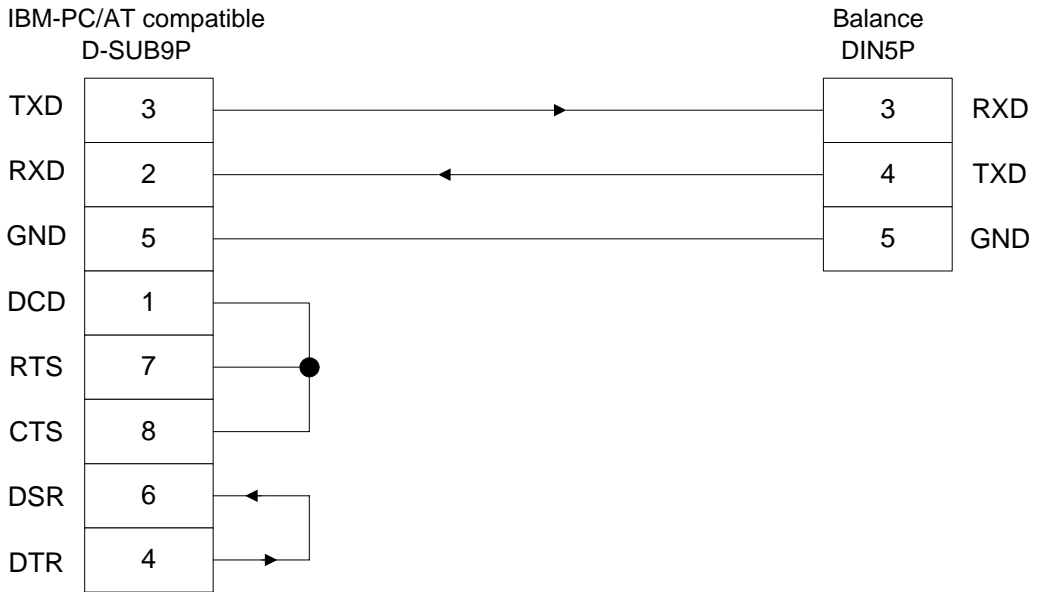 IBM-PC/AT compatible
D-SUB9P
Balance
DIN5P
TXD 3 3 RXD
RXD 2 4 TXD
GND 5 5 GND
DCD 1
RTS 7
CTS 8
DSR 6
DTR 4